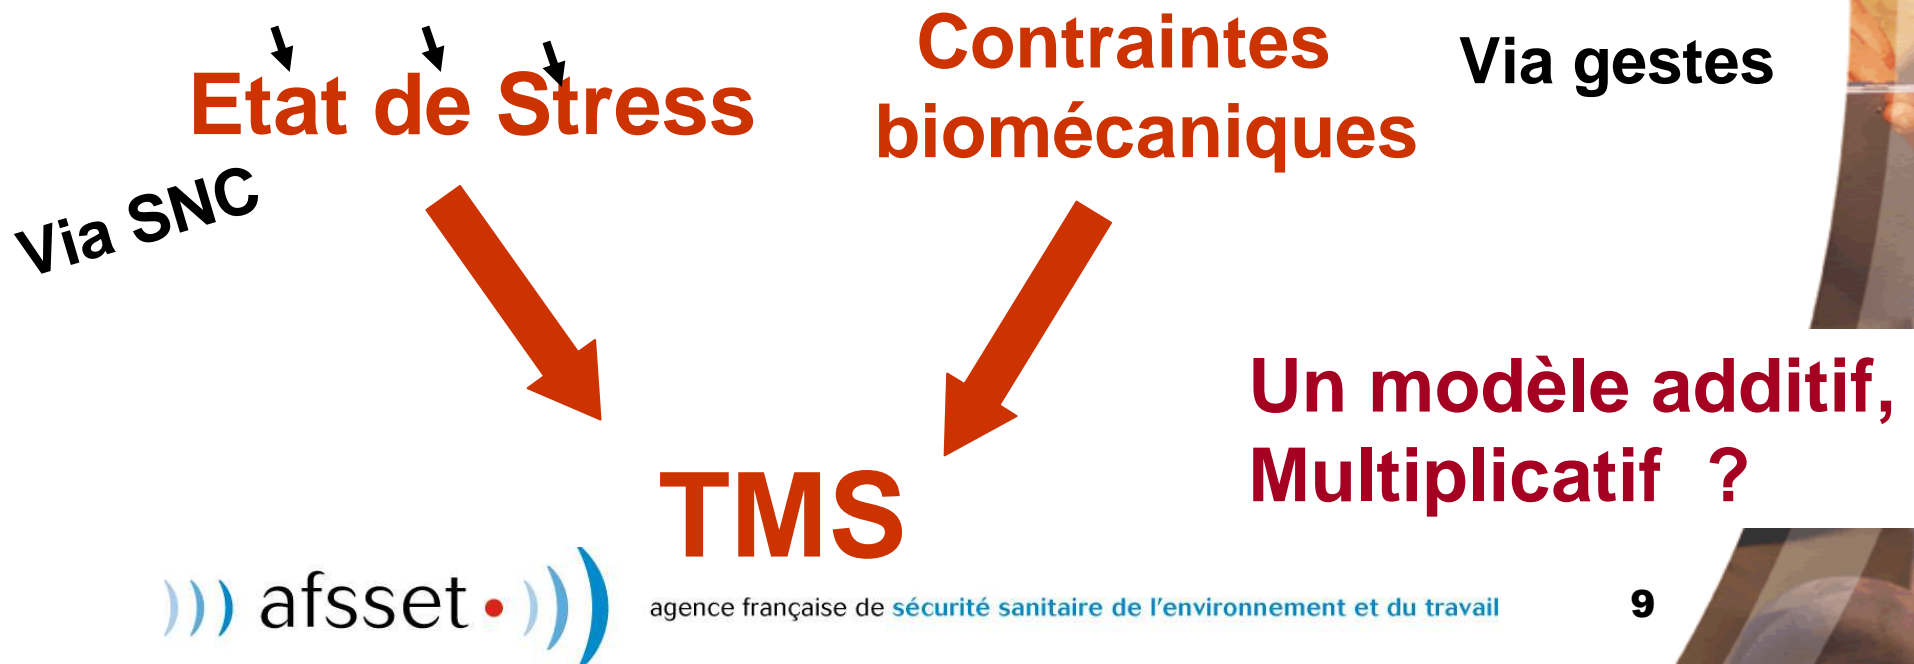 Etat de Stress
Contraintes
biomécaniques
Via gestes
Via SNC
Un modèle additif,
Multiplicatif ?
TMS
afsset
agence française de sécurité sanitaire de l'environnement et du travail
9